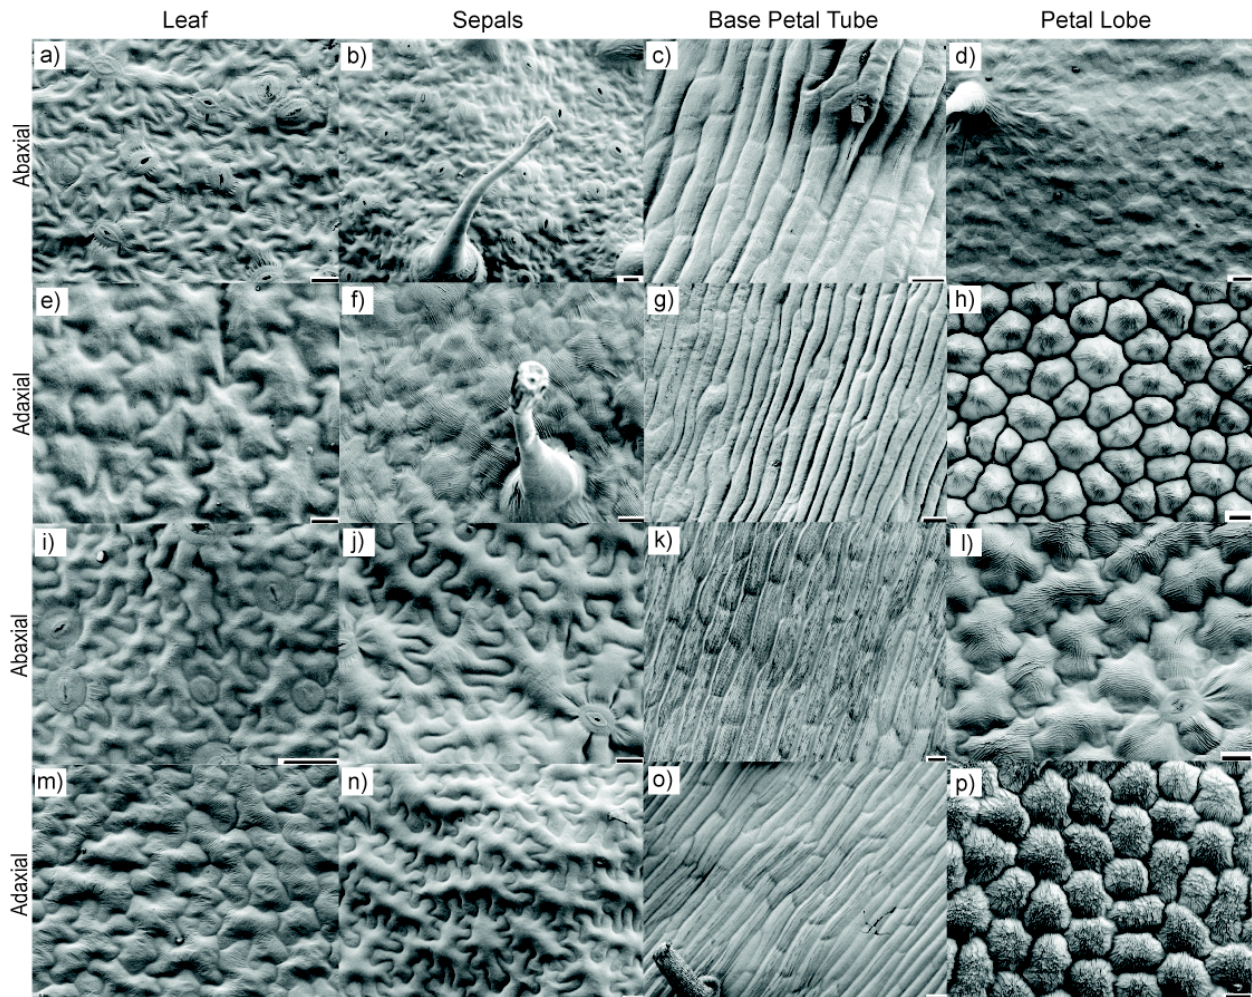 Leaf Sepals Base Petal Tube Petal Lobe
Abaxial
a) b) c) d)
Adaxial
e) f) g) h)
Abaxial
i) j) k) l)
Adaxial
m) n) o) p)